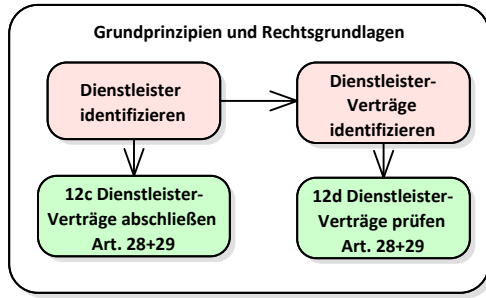 Grundprinzipien und Rechtsgrundlagen
Dienstleister
identifizieren
Dienstleister-
Verträge
identifizieren
12c Dienstleister-
Verträge abschließen
Art. 28+29
12d Dienstleister-
Verträge prüfen
Art. 28+29